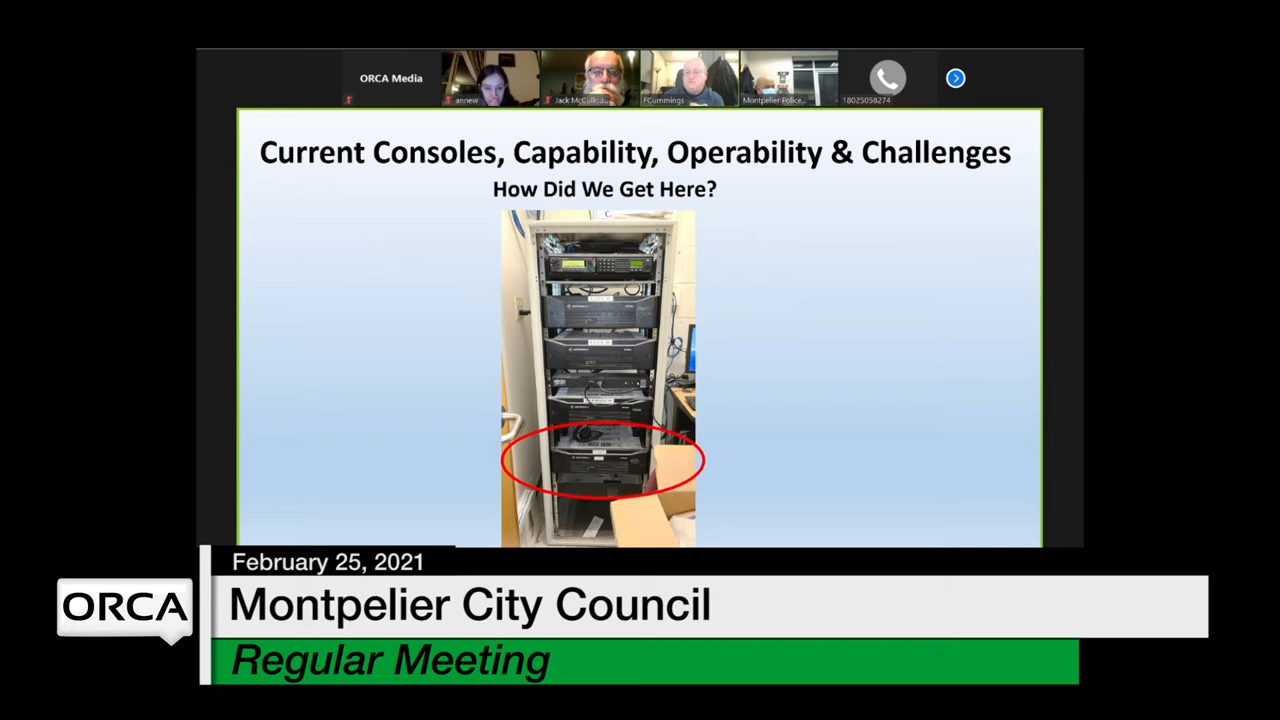 ORCA Media
annew
Jack McCullou...
FCummings
Montpelier Police...
18025058274
Current Consoles, Capability, Operability & Challenges
How Did We Get Here?
February 25, 2021
ORCA
Montpelier City Council
Regular Meeting